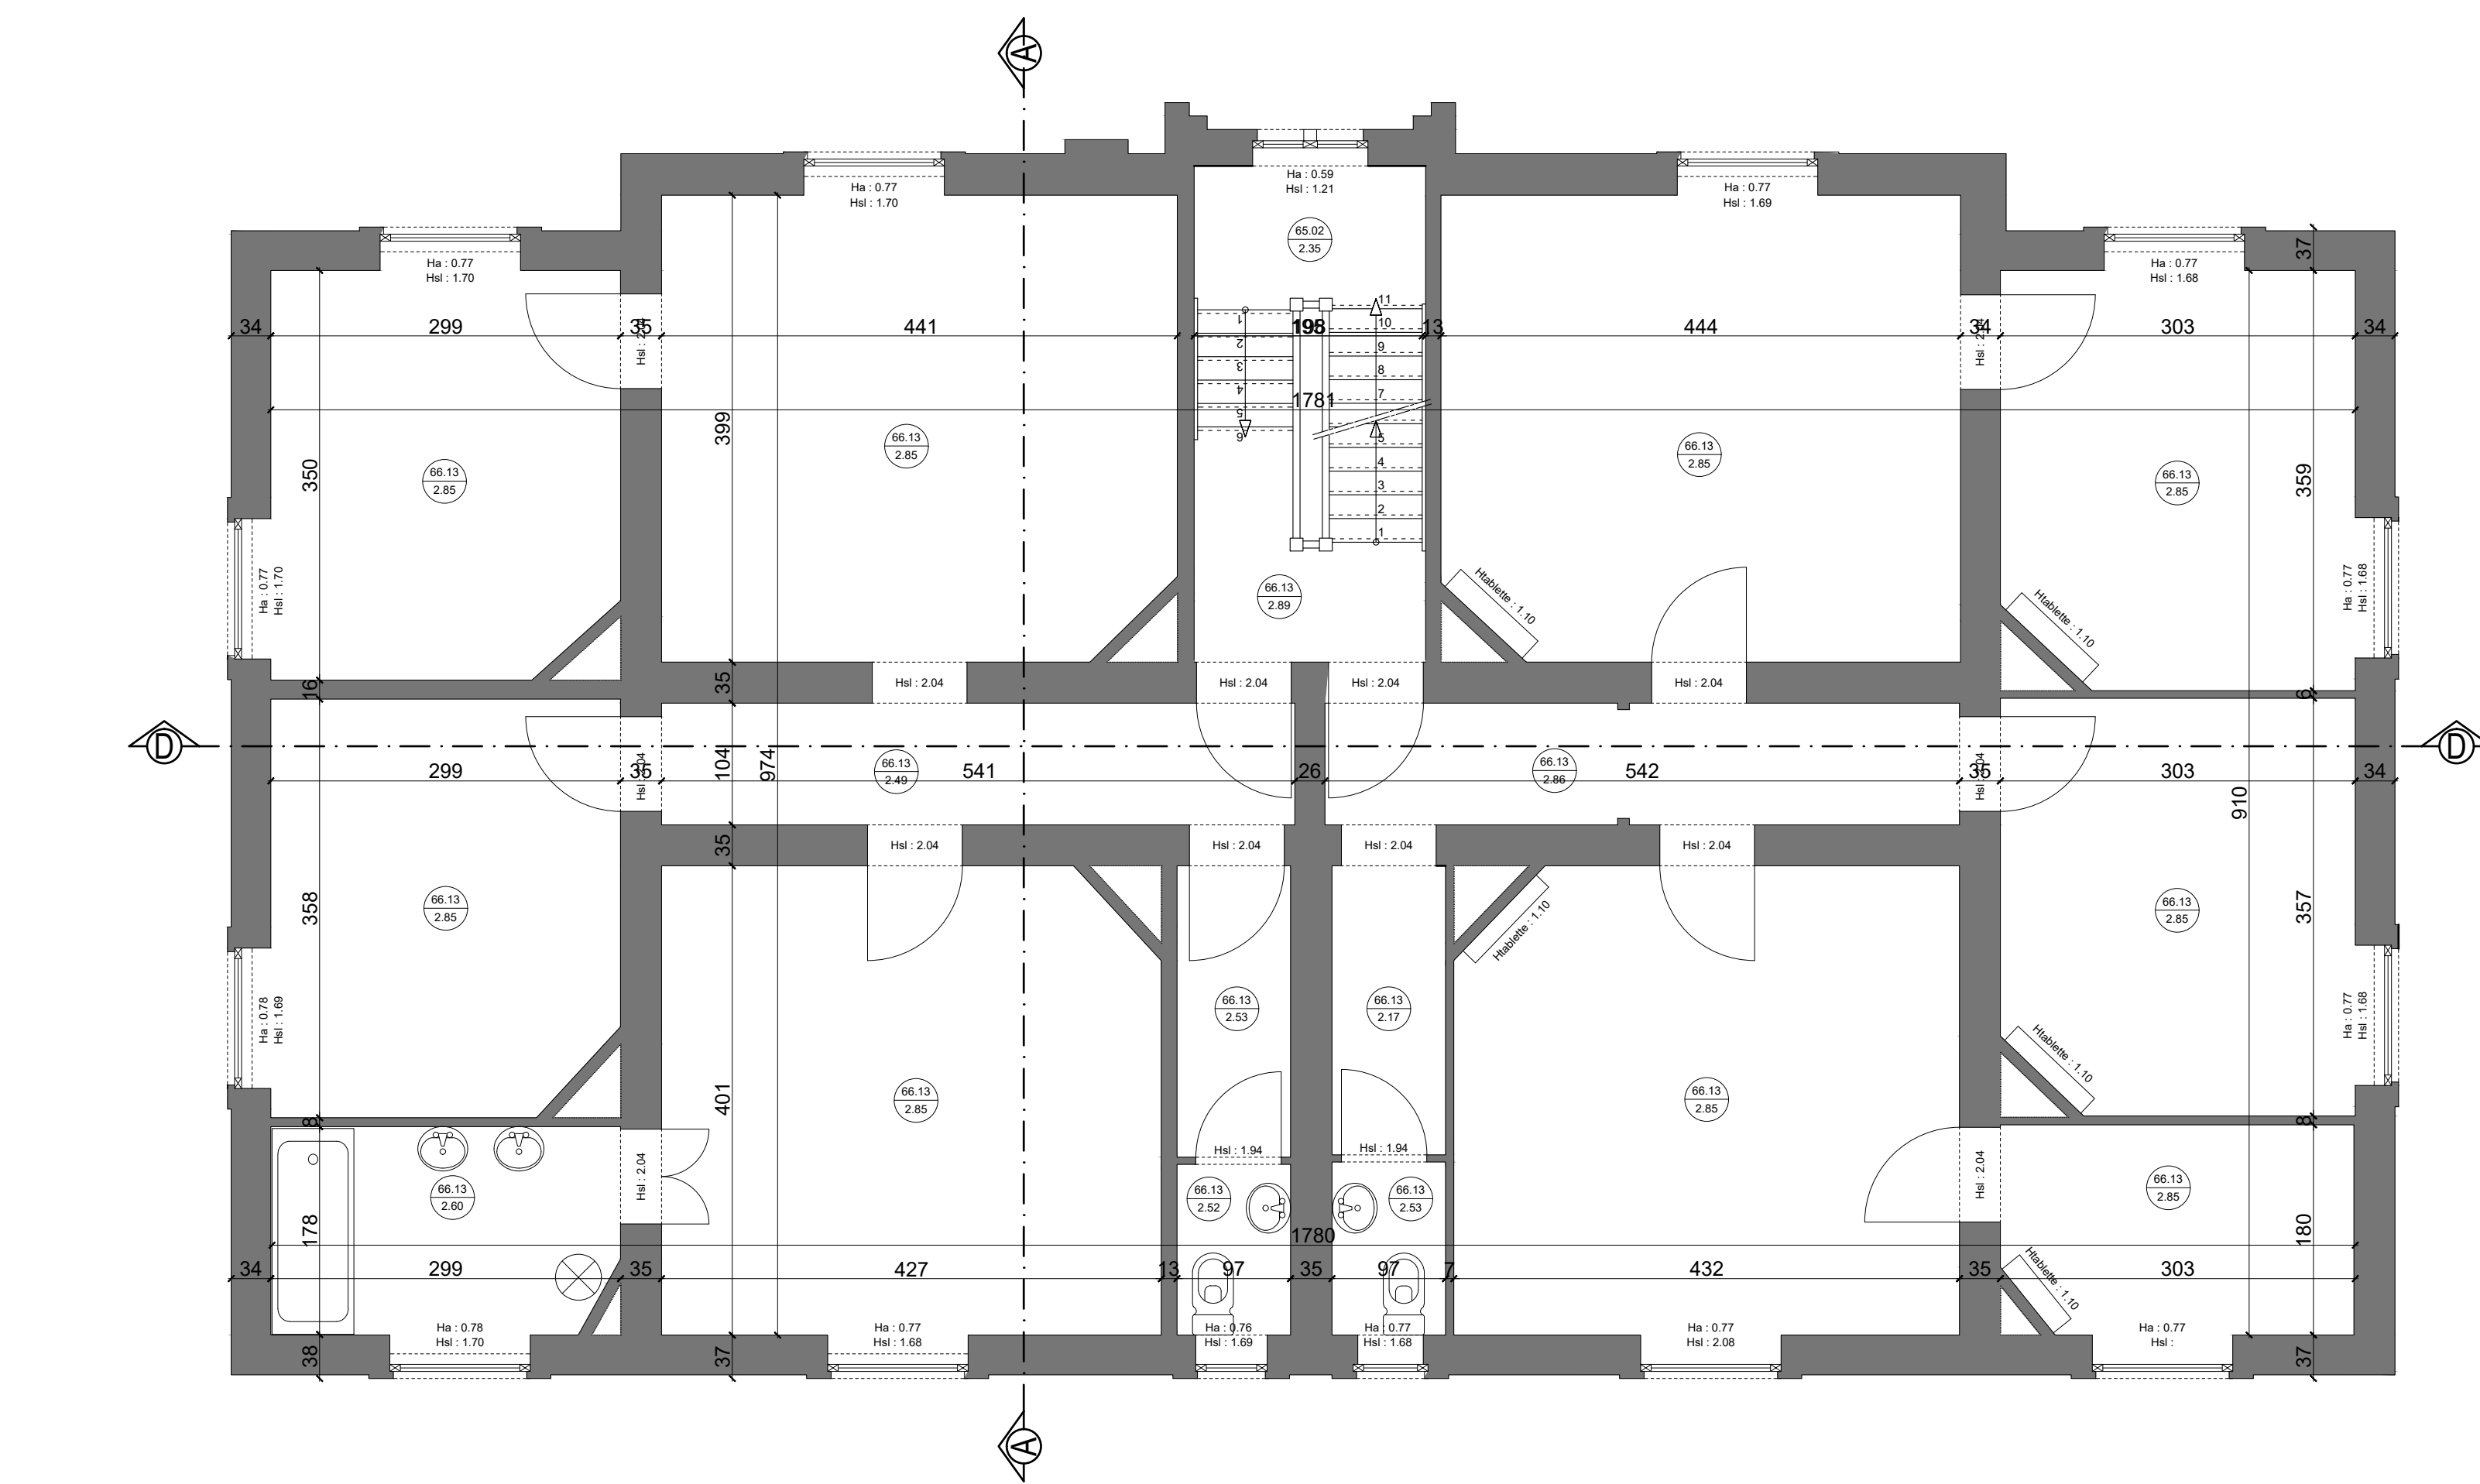 A
Ha : 0.77
Hsl : 1.70
Ha : 0.59
Hsl : 1.21
Ha : 0.77
Hsl : 1.69
65.02
2.35
37
Ha : 0.77
Hsl : 1.70
Ha : 0.77
Hsl : 1.68
34
299
35
441
13
444
34
303
34
1
2
3
4
5
6
11
10
9
8
7
5
4
3
2
1
1781
399
350
359
66.13
2.85
66.13
2.85
66.13
2.85
66.13
2.85
66.13
2.89
Ha : 0.77
Hsl : 1.70
Htablette : 1.10
Htablette : 1.10
Ha : 0.77
Hsl : 1.68
16
35
Hsl : 2.04
Hsl : 2.04
Hsl : 2.04
Hsl : 2.04
6
D
D
299
35
104
974
66.13
2.49
541
26
66.13
2.86
542
35
303
34
910
35
Hsl : 2.04
Hsl : 2.04
Hsl : 2.04
Hsl : 2.04
358
66.13
2.85
66.13
2.85
357
Htablette : 1.10
Ha : 0.78
Hsl : 1.69
66.13
2.53
66.13
2.17
Ha : 0.77
Hsl : 1.68
Htablette : 1.10
401
66.13
2.85
66.13
2.85
8
8
Hsl : 1.94
Hsl : 1.94
Hsl : 2.04
Hsl : 2.04
66.13
2.60
66.13
2.52
66.13
2.53
66.13
2.85
178
180
1780
34
299
35
427
13
97
35
97
7
432
35
303
Htablette : 1.10
Ha : 0.78
Hsl : 1.70
Ha : 0.77
Hsl : 1.68
Ha : 0.76
Hsl : 1.69
Ha : 0.77
Hsl : 1.68
Ha : 0.77
Hsl : 2.08
Ha : 0.77
Hsl :
38
37
37
A